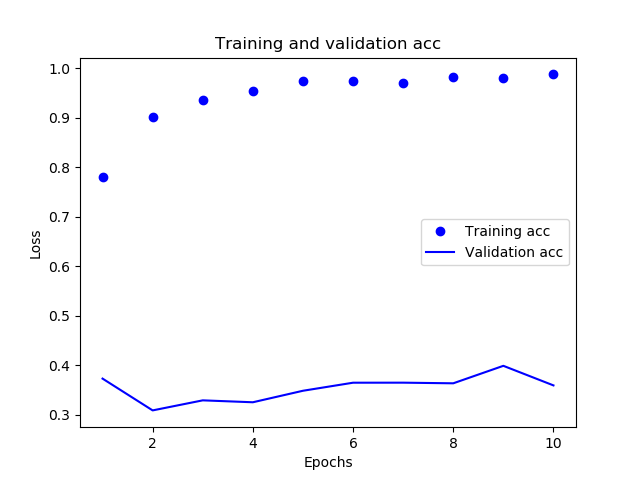 Training and validation acc
1.0
0.9
0.8
0.7
0.6
0.5
0.4
0.3
Loss
Training acc
Validation acc
2 4 6 8 10
Epochs